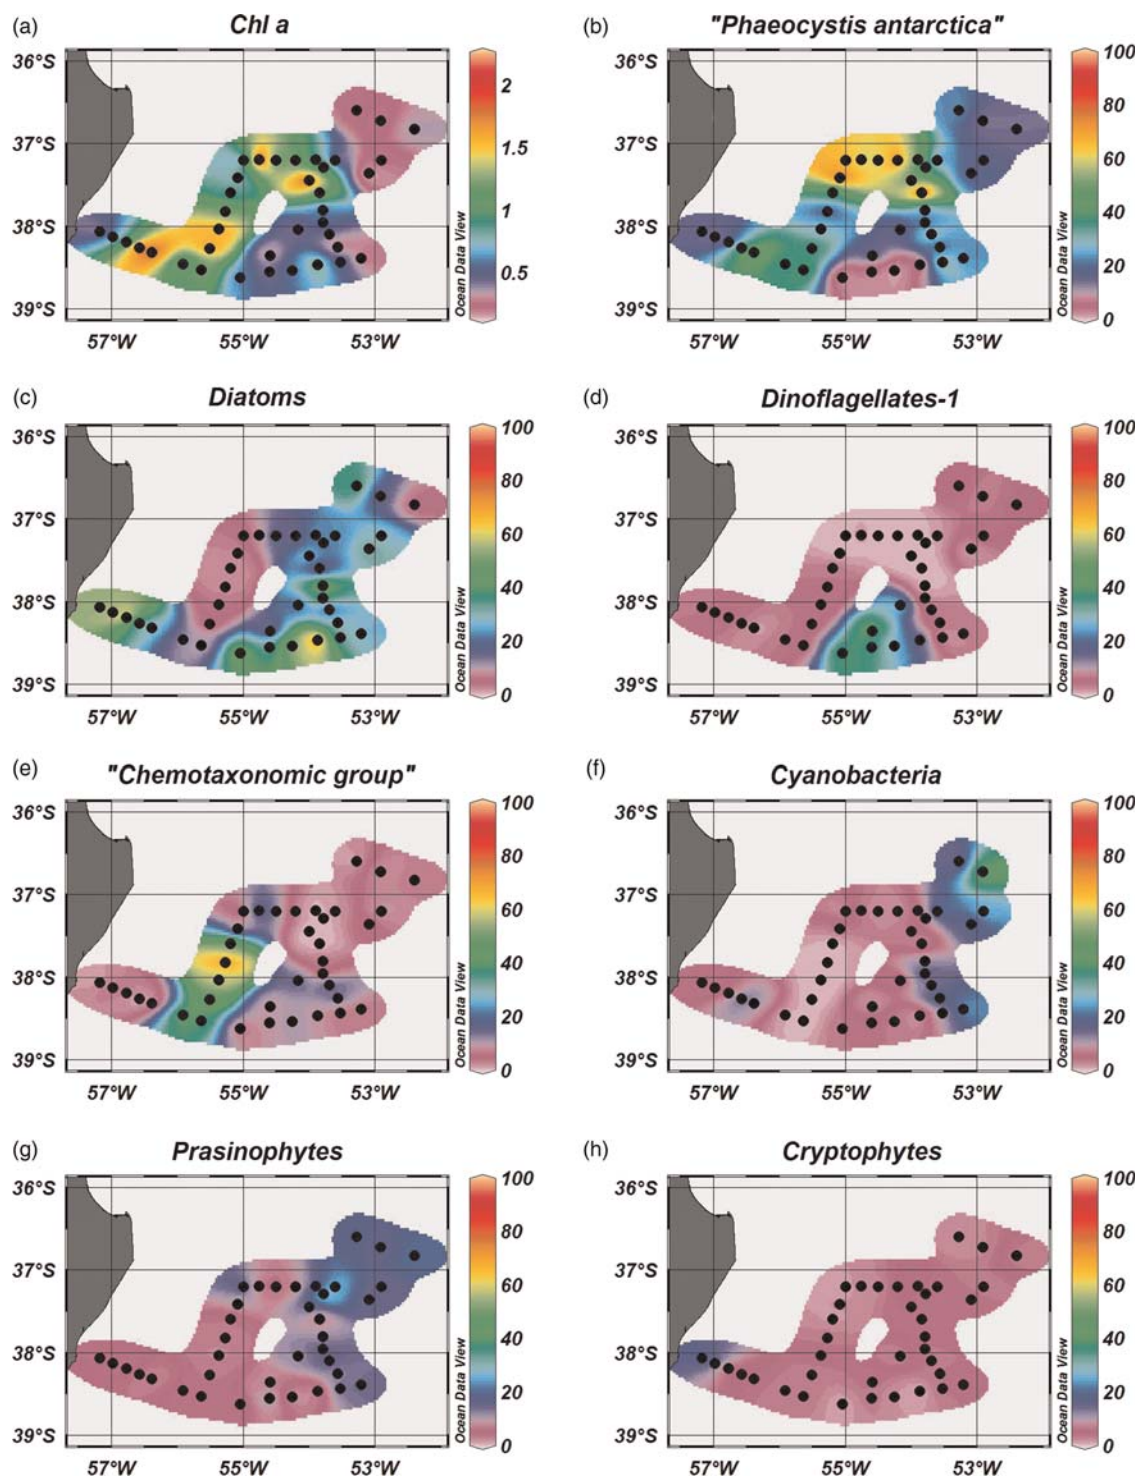 (a) Chl a
36°S
37°S
38°S
39°S
57°W 55°W 53°W
2
1.5
1
0.5
Ocean Data View
(b) "Phaeocystis antarctica"
36°S
37°S
38°S
39°S
57°W 55°W 53°W
100
80
60
40
20
0
Ocean Data View
(c) Diatoms
36°S
37°S
38°S
39°S
57°W 55°W 53°W
100
80
60
40
20
0
Ocean Data View
(d) Dinoflagellates-1
36°S
37°S
38°S
39°S
57°W 55°W 53°W
100
80
60
40
20
0
Ocean Data View
(e) "Chemotaxonomic group"
36°S
37°S
38°S
39°S
57°W 55°W 53°W
100
80
60
40
20
0
Ocean Data View
(f) Cyanobacteria
36°S
37°S
38°S
39°S
57°W 55°W 53°W
100
80
60
40
20
0
Ocean Data View
(g) Prasinophytes
36°S
37°S
38°S
39°S
57°W 55°W 53°W
100
80
60
40
20
0
Ocean Data View
(h) Cryptophytes
36°S
37°S
38°S
39°S
57°W 55°W 53°W
100
80
60
40
20
0
Ocean Data View